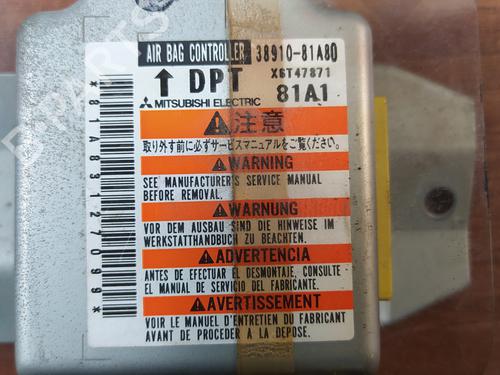 AIR BAG CONTROLLER 38910-81A80
↑ DPT X6T47871
MITSUBISHI ELECTRIC 81A1
注意
取り外す前に必ずサービスマニュアルをご覧ください。
WARNING
SEE MANUFACTURER'S SERVICE MANUAL
BEFORE REMOVAL.
WARNUNG
VOR DEM AUSBAU SIND DIE HINWEISE IM
WERKSTATTHANDBUCH ZU BEACHTEN.
ADVERTENCIA
ANTES DE EFECTUAR EL DESMONTAJE, CONSULTE
EL MANUAL DE SERVICIO DEL FABRICANTE.
AVERTISSEMENT
VOIR LE MANUEL D'ENTRETIEN DU FABRICANT
AVANT DE PROCEDER A LA DEPOSE.
*81A83127099*
B-PARTS